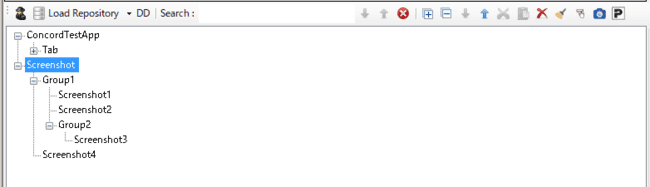 Load Repository DD Search :
ConcordTestApp
Tab
Screenshot
Group1
Screenshot1
Screenshot2
Group2
Screenshot3
Screenshot4